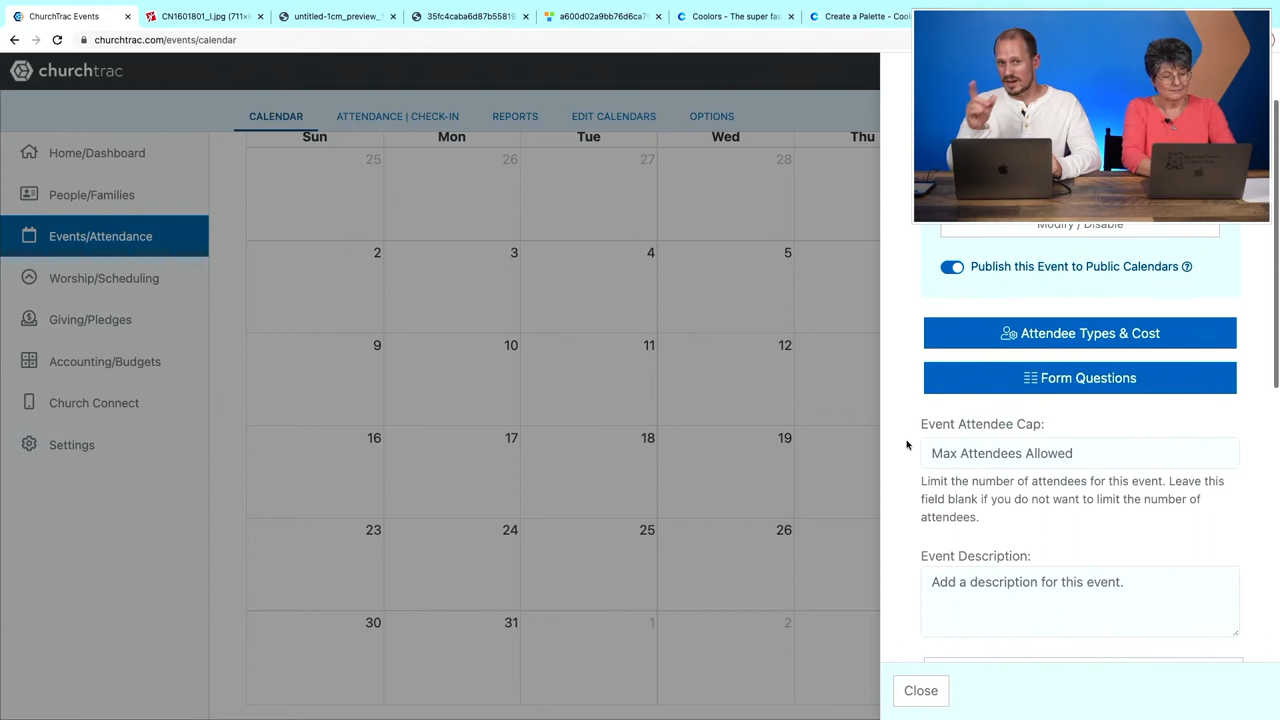 ChurchTrac Events
CN1601801_l.jpg (711×
untitled-1cm_preview_1
35fc4caba6d87b55819
a600d02a9bb76d6ca7
Coolors - The super fas
Create a Palette - Cool
churchtrac.com/events/calendar
churchtrac
CALENDAR
ATTENDANCE | CHECK-IN
REPORTS
EDIT CALENDARS
OPTIONS
Home/Dashboard
People/Families
Events/Attendance
Worship/Scheduling
Giving/Pledges
Accounting/Budgets
Church Connect
Settings
Sun Mon Tue Wed Thu
25 26 27 28
2 3 4 5
9 10 11 12
16 17 18 19
23 24 25 26
30 31 1 2
Modify / Disable
Publish this Event to Public Calendars
Attendee Types & Cost
Form Questions
Event Attendee Cap:
Max Attendees Allowed
Limit the number of attendees for this event. Leave this
field blank if you do not want to limit the number of
attendees.
Event Description:
Add a description for this event.
Close